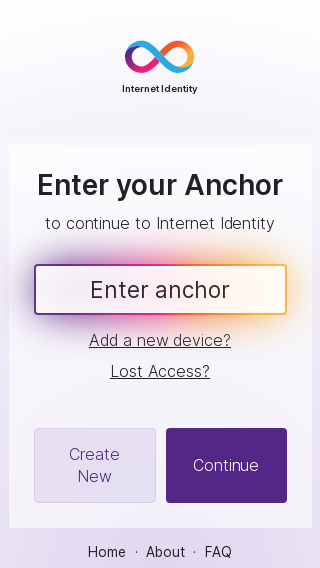 Internet Identity
Enter your Anchor
to continue to Internet Identity
Enter anchor
Add a new device?
Lost Access?
Create
New
Continue
Home · About · FAQ